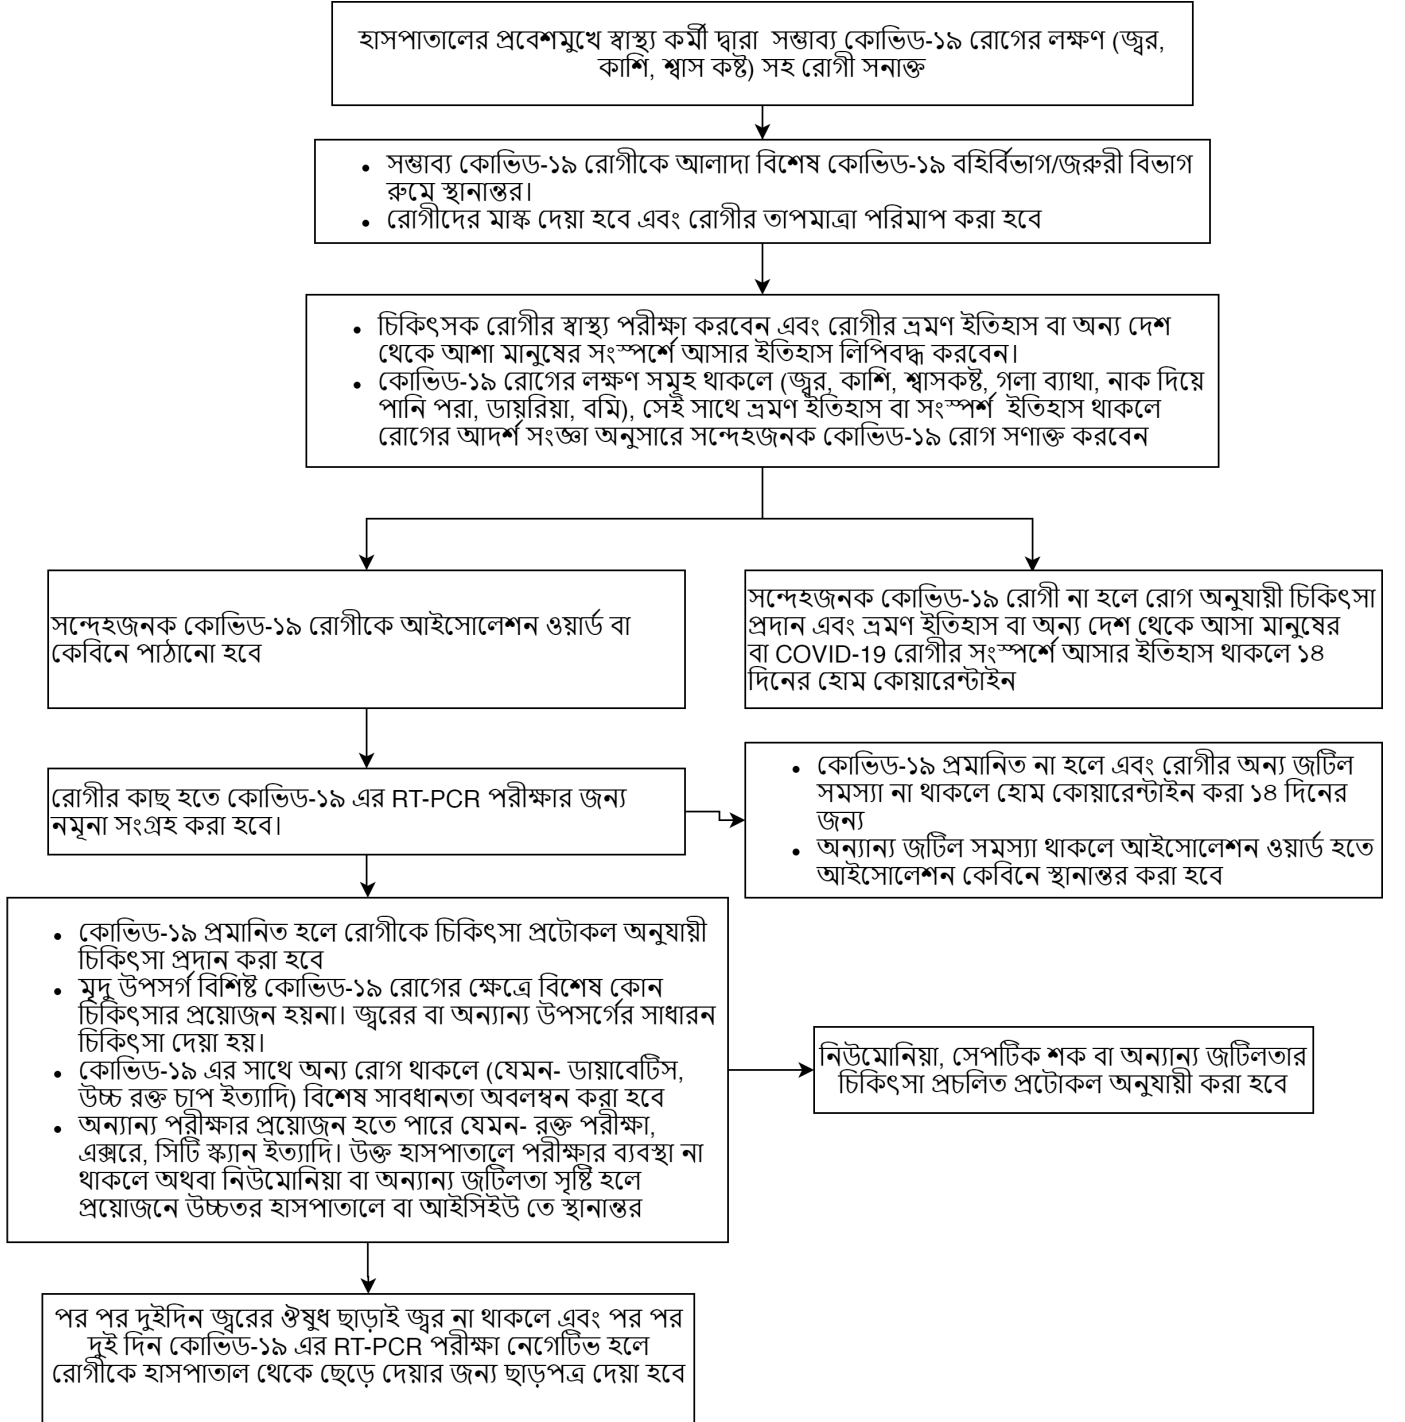 হাসপাতালের প্রবেশমুখে স্বাস্থ্য কর্মী দ্বারা সম্ভাব্য কোভিড-১৯ রোগের লক্ষণ (জ্বর,
কাশি, শ্বাস কষ্ট) সহ রোগী সনাক্ত
• সম্ভাব্য কোভিড-১৯ রোগীকে আলাদা বিশেষ কোভিড-১৯ বহির্বিভাগ/জরুরী বিভাগ
রুমে স্থানান্তর।
• রোগীদের মাস্ক দেয়া হবে এবং রোগীর তাপমাত্রা পরিমাপ করা হবে
• চিকিৎসক রোগীর স্বাস্থ্য পরীক্ষা করবেন এবং রোগীর ভ্রমণ ইতিহাস বা অন্য দেশ
থেকে আশা মানুষের সংস্পর্শে আসার ইতিহাস লিপিবদ্ধ করবেন।
• কোভিড-১৯ রোগের লক্ষণ সমূহ থাকলে (জ্বর, কাশি, শ্বাসকষ্ট, গলা ব্যাথা, নাক দিয়ে
পানি পরা, ডায়রিয়া, বমি), সেই সাথে ভ্রমণ ইতিহাস বা সংস্পর্শ ইতিহাস থাকলে
রোগের আদর্শ সংজ্ঞা অনুসারে সন্দেহজনক কোভিড-১৯ রোগ সণাক্ত করবেন
সন্দেহজনক কোভিড-১৯ রোগীকে আইসোলেশন ওয়ার্ড বা
কেবিনে পাঠানো হবে
সন্দেহজনক কোভিড-১৯ রোগী না হলে রোগ অনুযায়ী চিকিৎসা
প্রদান এবং ভ্রমণ ইতিহাস বা অন্য দেশ থেকে আসা মানুষের
বা COVID-19 রোগীর সংস্পর্শে আসার ইতিহাস থাকলে ১৪
দিনের হোম কোয়ারেন্টাইন
রোগীর কাছ হতে কোভিড-১৯ এর RT-PCR পরীক্ষার জন্য
নমূনা সংগ্রহ করা হবে।
• কোভিড-১৯ প্রমানিত না হলে এবং রোগীর অন্য জটিল
সমস্যা না থাকলে হোম কোয়ারেন্টাইন করা ১৪ দিনের
জন্য
• অন্যান্য জটিল সমস্যা থাকলে আইসোলেশন ওয়ার্ড হতে
আইসোলেশন কেবিনে স্থানান্তর করা হবে
• কোভিড-১৯ প্রমানিত হলে রোগীকে চিকিৎসা প্রটোকল অনুযায়ী
চিকিৎসা প্রদান করা হবে
• মৃদু উপসর্গ বিশিষ্ট কোভিড-১৯ রোগের ক্ষেত্রে বিশেষ কোন
চিকিৎসার প্রয়োজন হয়না। জ্বরের বা অন্যান্য উপসর্গের সাধারন
চিকিৎসা দেয়া হয়।
• কোভিড-১৯ এর সাথে অন্য রোগ থাকলে (যেমন- ডায়াবেটিস,
উচ্চ রক্ত চাপ ইত্যাদি) বিশেষ সাবধানতা অবলম্বন করা হবে
• অন্যান্য পরীক্ষার প্রয়োজন হতে পারে যেমন- রক্ত পরীক্ষা,
এক্সরে, সিটি স্ক্যান ইত্যাদি। উক্ত হাসপাতালে পরীক্ষার ব্যবস্থা না
থাকলে অথবা নিউমোনিয়া বা অন্যান্য জটিলতা সৃষ্টি হলে
প্রয়োজনে উচ্চতর হাসপাতালে বা আইসিইউ তে স্থানান্তর
নিউমোনিয়া, সেপটিক শক বা অন্যান্য জটিলতার
চিকিৎসা প্রচলিত প্রটোকল অনুযায়ী করা হবে
পর পর দুইদিন জ্বরের ঔষুধ ছাড়াই জ্বর না থাকলে এবং পর পর
দুই দিন কোভিড-১৯ এর RT-PCR পরীক্ষা নেগেটিভ হলে
রোগীকে হাসপাতাল থেকে ছেড়ে দেয়ার জন্য ছাড়পত্র দেয়া হবে